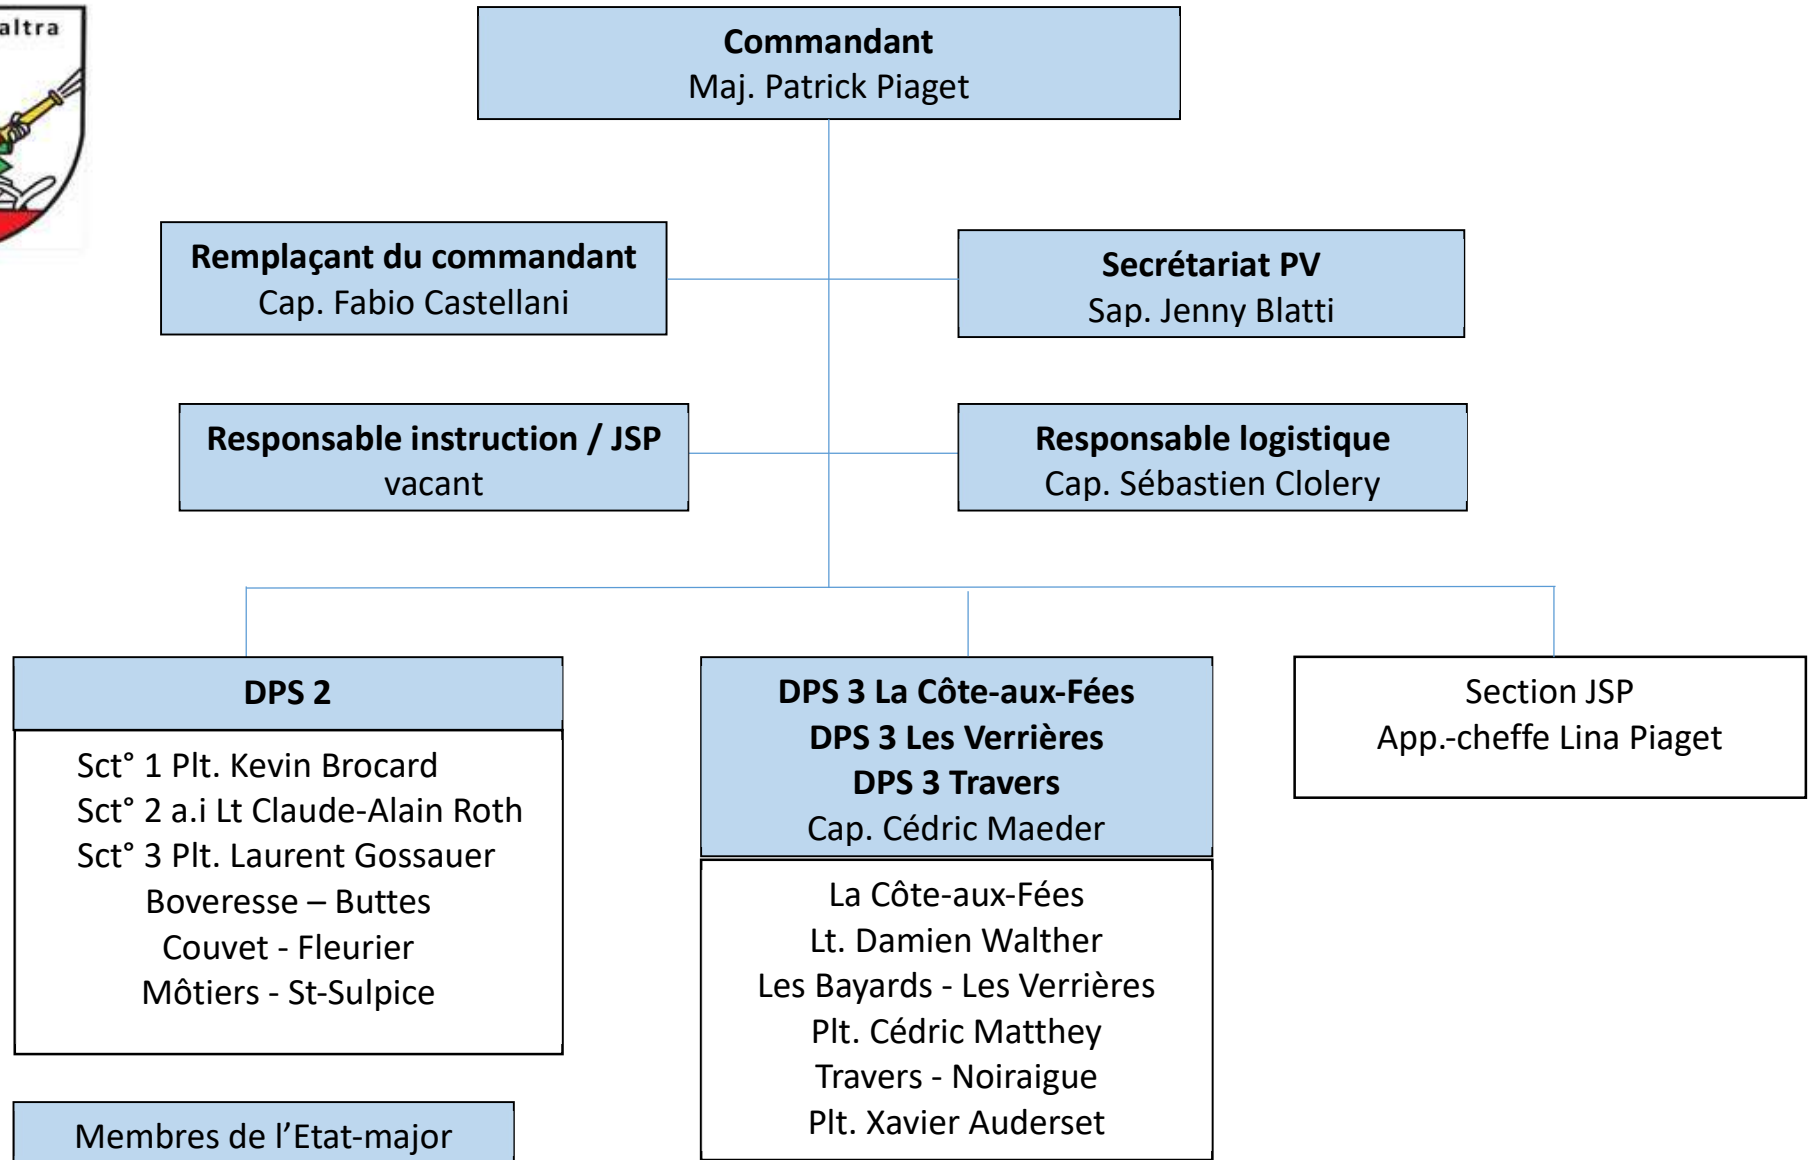 altra
Commandant
Maj. Patrick Piaget
Remplaçant du commandant
Cap. Fabio Castellani
Secrétariat PV
Sap. Jenny Blatti
Responsable instruction / JSP
vacant
Responsable logistique
Cap. Sébastien Clolery
DPS 2
Sct° 1 Plt. Kevin Brocard
Sct° 2 a.i Lt Claude-Alain Roth
Sct° 3 Plt. Laurent Gossauer
Boveresse – Buttes
Couvet - Fleurier
Môtiers - St-Sulpice
DPS 3 La Côte-aux-Fées
DPS 3 Les Verrières
DPS 3 Travers
Cap. Cédric Maeder
La Côte-aux-Fées
Lt. Damien Walther
Les Bayards - Les Verrières
Plt. Cédric Matthey
Travers - Noiraigue
Plt. Xavier Auderset
Section JSP
App.-cheffe Lina Piaget
Membres de l’Etat-major